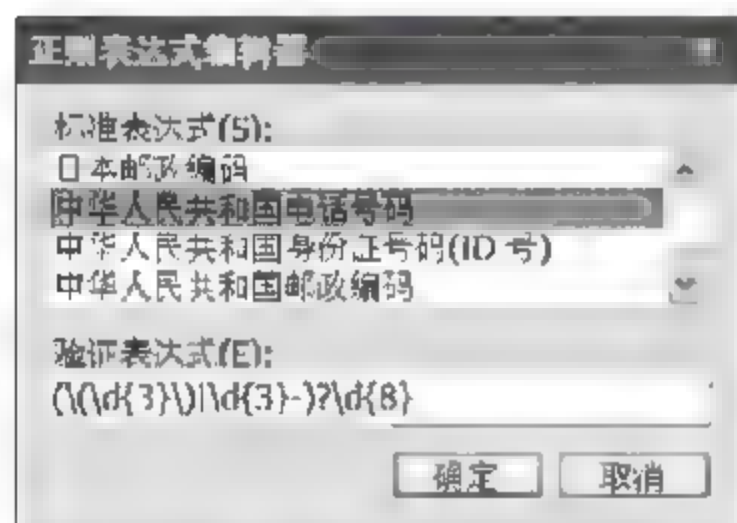 正则表达式编辑器
标准表达式(S):
日本邮政编码
中华人民共和国电话号码
中华人民共和国身份证号码(ID 号)
中华人民共和国邮政编码
验证表达式(E):
(\(\d{3}\)|\d{3}-)?\d{8}
确定 取消